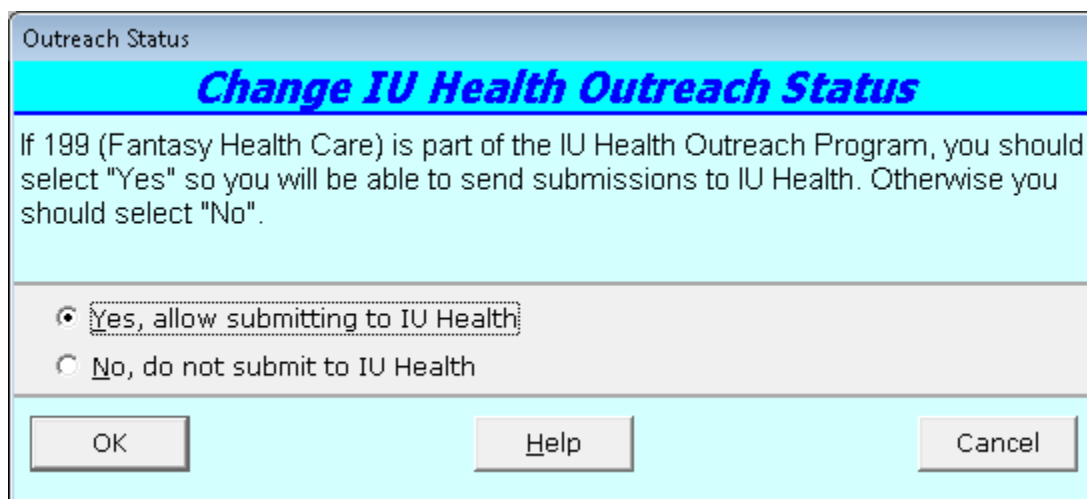 Outreach Status
Change IU Health Outreach Status
If 199 (Fantasy Health Care) is part of the IU Health Outreach Program, you should
select "Yes" so you will be able to send submissions to IU Health. Otherwise you
should select "No".
Yes, allow submitting to IU Health
No, do not submit to IU Health
OK Help Cancel